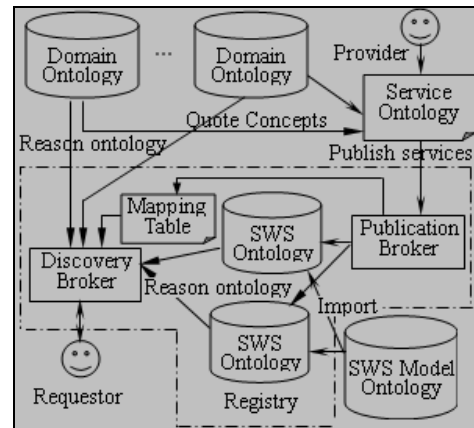 Domain
Ontology
...
Domain
Ontology
Provider
Service
Ontology
Quote Concepts
Reason ontology
Publish services
Mapping
Table
SWS
Ontology
Publication
Broker
Discovery
Broker
Reason ontology
Import
SWS
Ontology
SWS Model
Ontology
Requestor
Registry